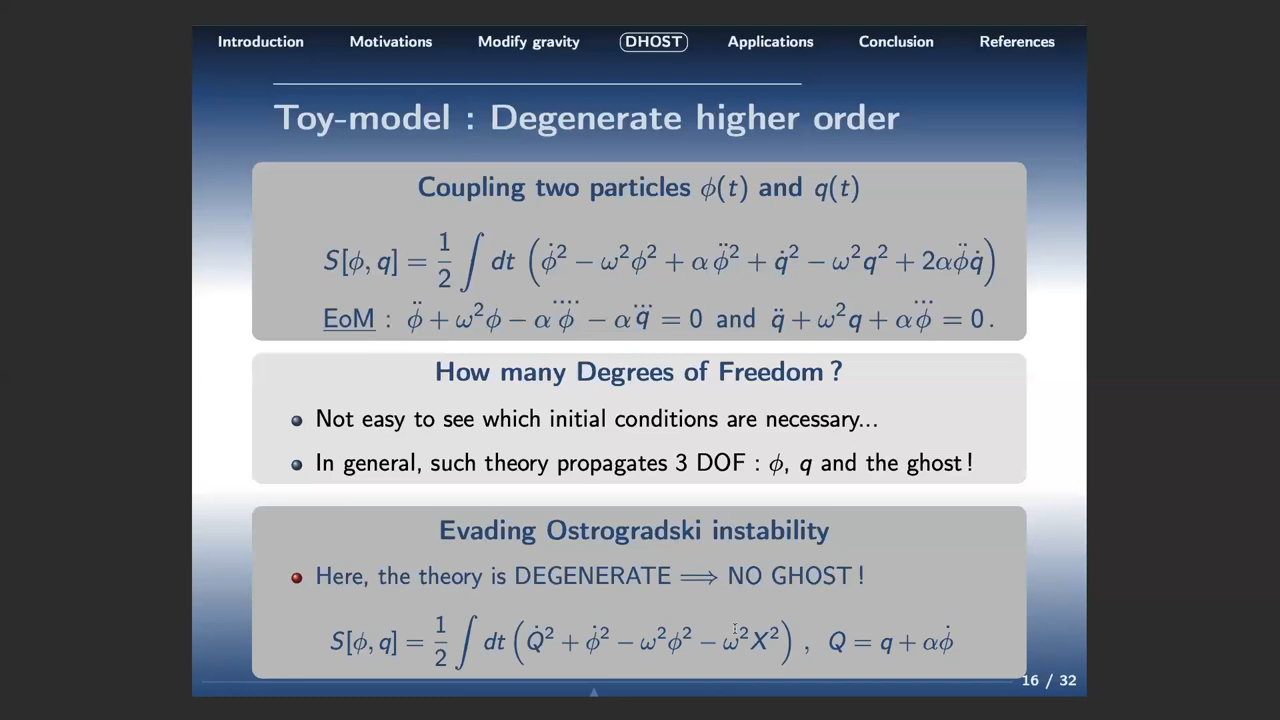 Introduction Motivations Modify gravity DHOST Applications Conclusion References
Toy-model : Degenerate higher order
Coupling two particles ϕ(t) and q(t)
S[ϕ, q] = 1/2 ∫ dt (ϕ̇² − ω²ϕ² + α ϕ̈² + q̇² − ω²q² + 2αϕ̈q̇)
EoM : ϕ̈ + ω²ϕ − α ϕ⃜ − α q⃛ = 0 and q̈ + ω²q + α ϕ⃛ = 0 .
How many Degrees of Freedom ?
Not easy to see which initial conditions are necessary...
In general, such theory propagates 3 DOF : ϕ, q and the ghost !
Evading Ostrogradski instability
Here, the theory is DEGENERATE ⟹ NO GHOST !
S[ϕ, q] = 1/2 ∫ dt (Q̇² + ϕ̇² − ω²ϕ² − ω²X²) , Q = q + αϕ̇
16 / 32